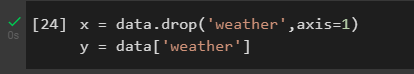 [24] x = data.drop('weather',axis=1)
y = data['weather']
0s